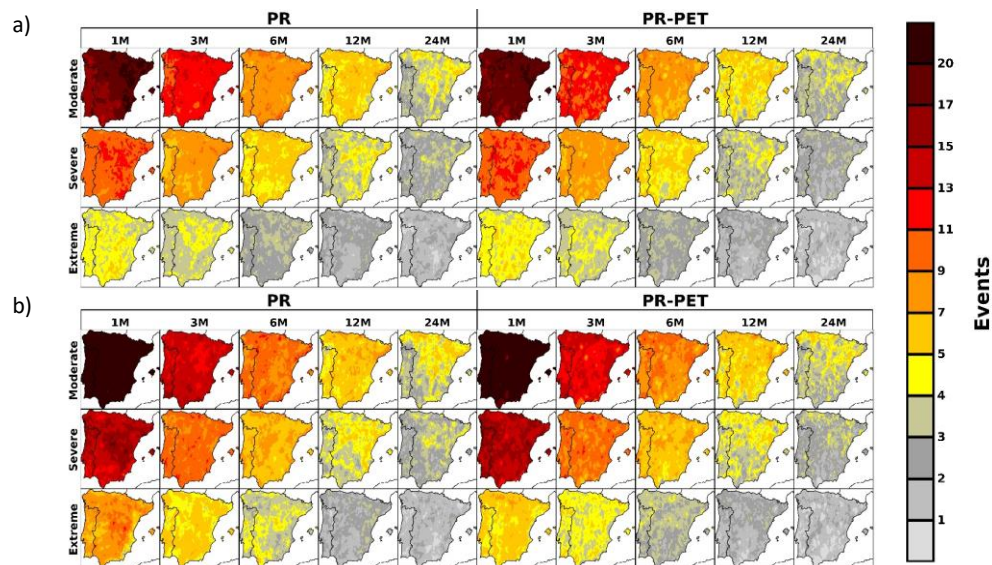 a)
PR PR-PET
1M 3M 6M 12M 24M 1M 3M 6M 12M 24M
Moderate
Severe
Extreme
b)
PR PR-PET
1M 3M 6M 12M 24M 1M 3M 6M 12M 24M
Moderate
Severe
Extreme
20
17
15
13
11
9
7
5
4
3
2
1
Events